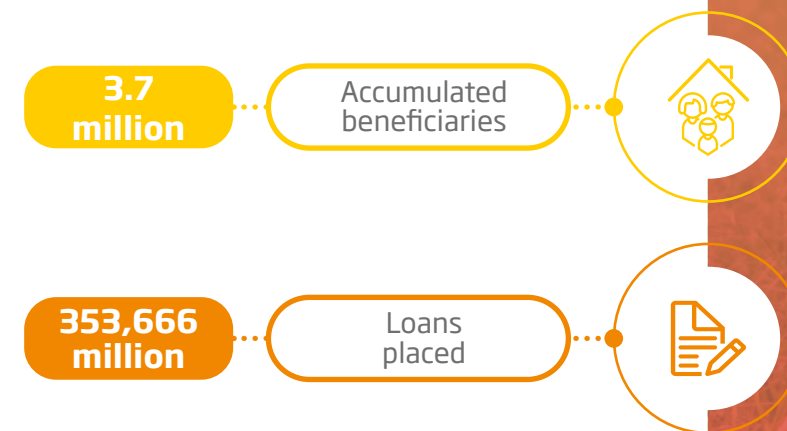 3.7
million
Accumulated
beneficiaries
353,666
million
Loans
placed